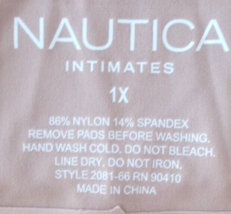 NAUTICA
INTIMATES
1X
86% NYLON 14% SPANDEX
REMOVE PADS BEFORE WASHING,
HAND WASH COLD, DO NOT BLEACH.
LINE DRY, DO NOT IRON,
STYLE 2081-66 RN 90410
MADE IN CHINA